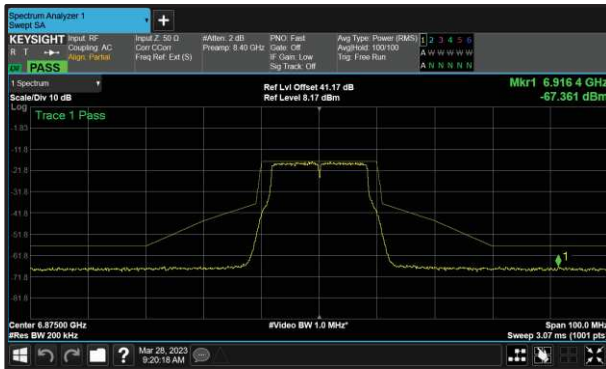 Spectrum Analyzer 1
Swept SA
KEYSIGHT
R T
PASS
Input: RF
Coupling: AC
Align: Partial
Input Z: 50 Ω
Corr CCorr
Freq Ref: Ext (S)
#Atten: 2 dB
Preamp: 8.40 GHz
PNO: Fast
Gate: Off
IF Gain: Low
Sig Track: Off
Avg Type: Power (RMS)
Avg|Hold: 100/100
Trig: Free Run
1 2 3 4 5 6
A W W W W W
A N N N N N
1 Spectrum
Scale/Div 10 dB
Log
Ref Lvl Offset 41.17 dB
Ref Level 8.17 dBm
Mkr1 6.916 4 GHz
-67.361 dBm
Trace 1 Pass
-1.83
-11.8
-21.8
-31.8
-41.8
-51.8
-61.8
-71.8
-81.8
1
Center 6.87500 GHz
#Res BW 200 kHz
#Video BW 1.0 MHz*
Span 100.0 MHz
Sweep 3.07 ms (1001 pts)
?
Mar 28, 2023
9:20:18 AM